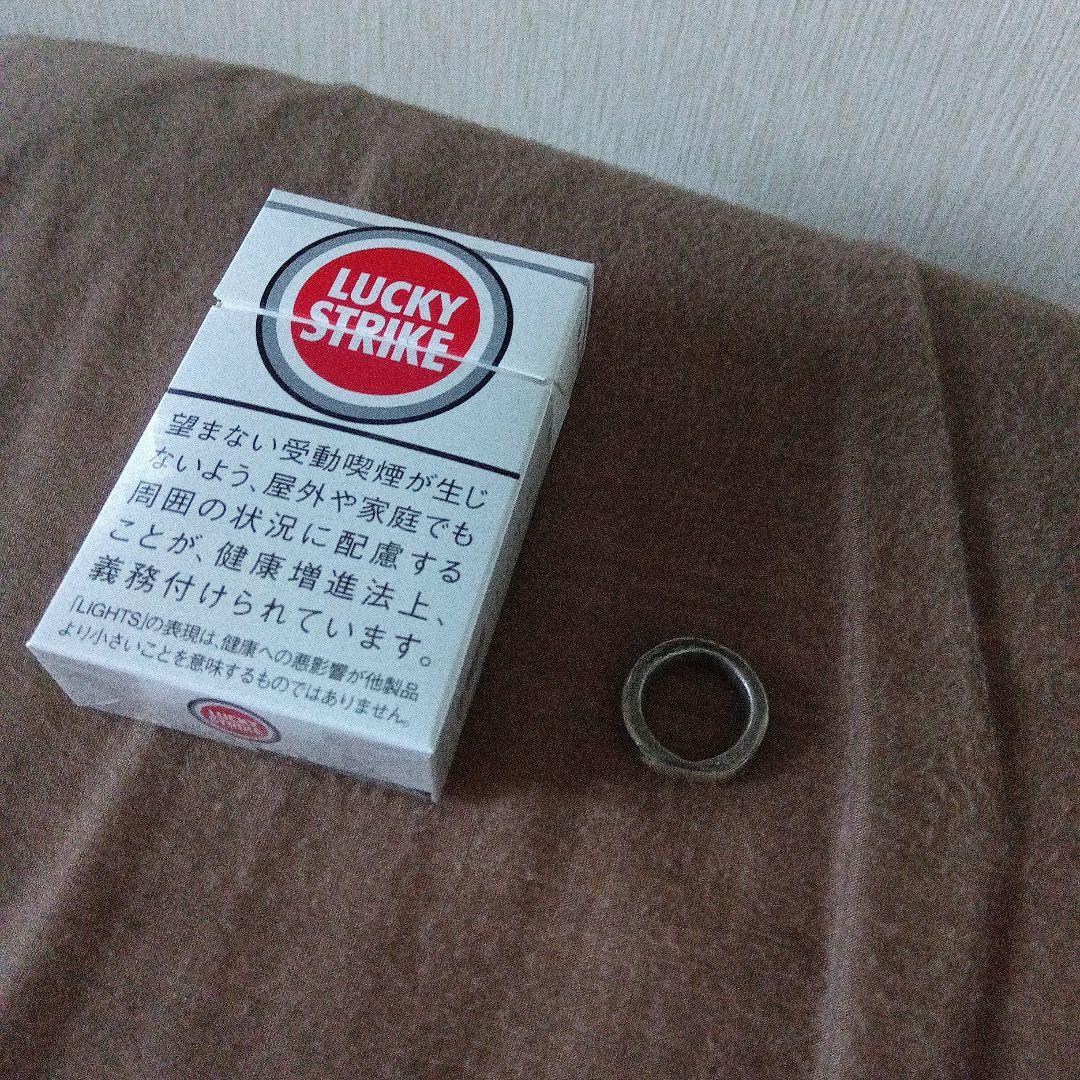 LUCKY
STRIKE
望まない受動喫煙が生じ
ないよう、屋外や家庭でも
周囲の状況に配慮する
ことが、健康増進法上、
義務付けられています。
「LIGHTS」の表現は、健康への悪影響が他製品
より小さいことを意味するものではありません。
LUCKY
STRIKE